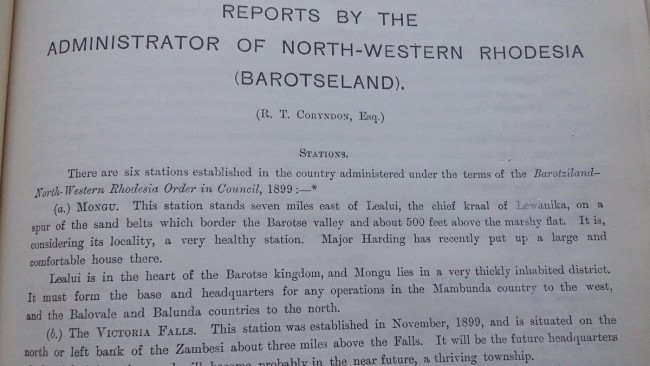 REPORTS BY THE
ADMINISTRATOR OF NORTH-WESTERN RHODESIA
(BAROTSELAND).
(R. T. CORYNDON, Esq.)
STATIONS.
There are six stations established in the country administered under the terms of the Barotziland–
North-Western Rhodesia Order in Council, 1899 :—*
(a.) MONGU. This station stands seven miles east of Lealui, the chief kraal of Lewanika, on a
spur of the sand belts which border the Barotse valley and about 500 feet above the marshy flat. It is,
considering its locality, a very healthy station. Major Harding has recently put up a large and
comfortable house there.
Lealui is in the heart of the Barotse kingdom, and Mongu lies in a very thickly inhabited district.
It must form the base and headquarters for any operations in the Mambunda country to the west,
and the Balovale and Balunda countries to the north.
(b.) The VICTORIA FALLS. This station was established in November, 1899, and is situated on the
north or left bank of the Zambesi about three miles above the Falls. It will be the future headquarters
will become probably in the near future, a thriving township.